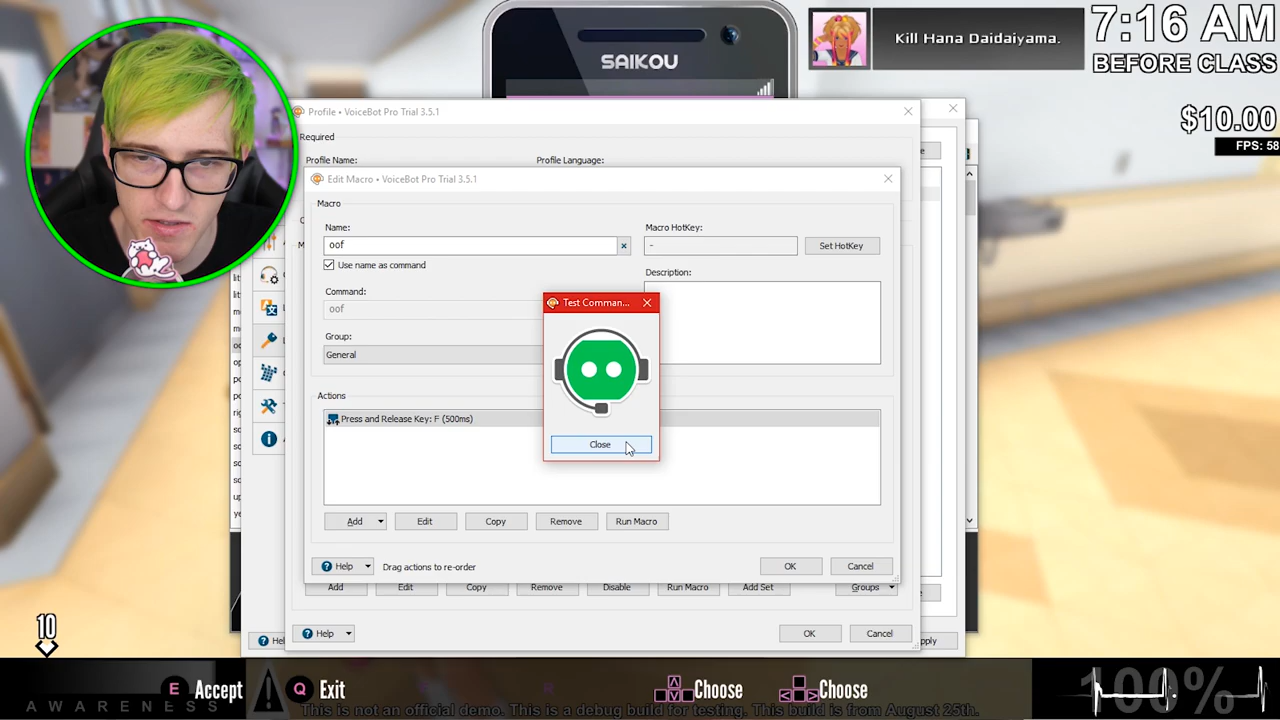 SAIKOU
Kill Hana Daidaiyama.
7:16 AM
BEFORE CLASS
$10.00
FPS: 58
Profile • VoiceBot Pro Trial 3.5.1
Required
Profile Name:
Profile Language:
Edit Macro • VoiceBot Pro Trial 3.5.1
Macro
Name:
oof
Use name as command
Command:
oof
Group:
General
Macro HotKey:
-
Set HotKey
Description:
Test Comman...
Close
Actions
Press and Release Key: F (500ms)
Add
Edit
Copy
Remove
Run Macro
Help
Drag actions to re-order
OK
Cancel
Add
Edit
Copy
Remove
Disable
Run Macro
Add Set
Groups
Help
OK
Cancel
10
E Accept
Q Exit
Choose
Choose
AWARENESS
100%
This is not an official demo. This is a debug build for testing. This build is from August 25th.